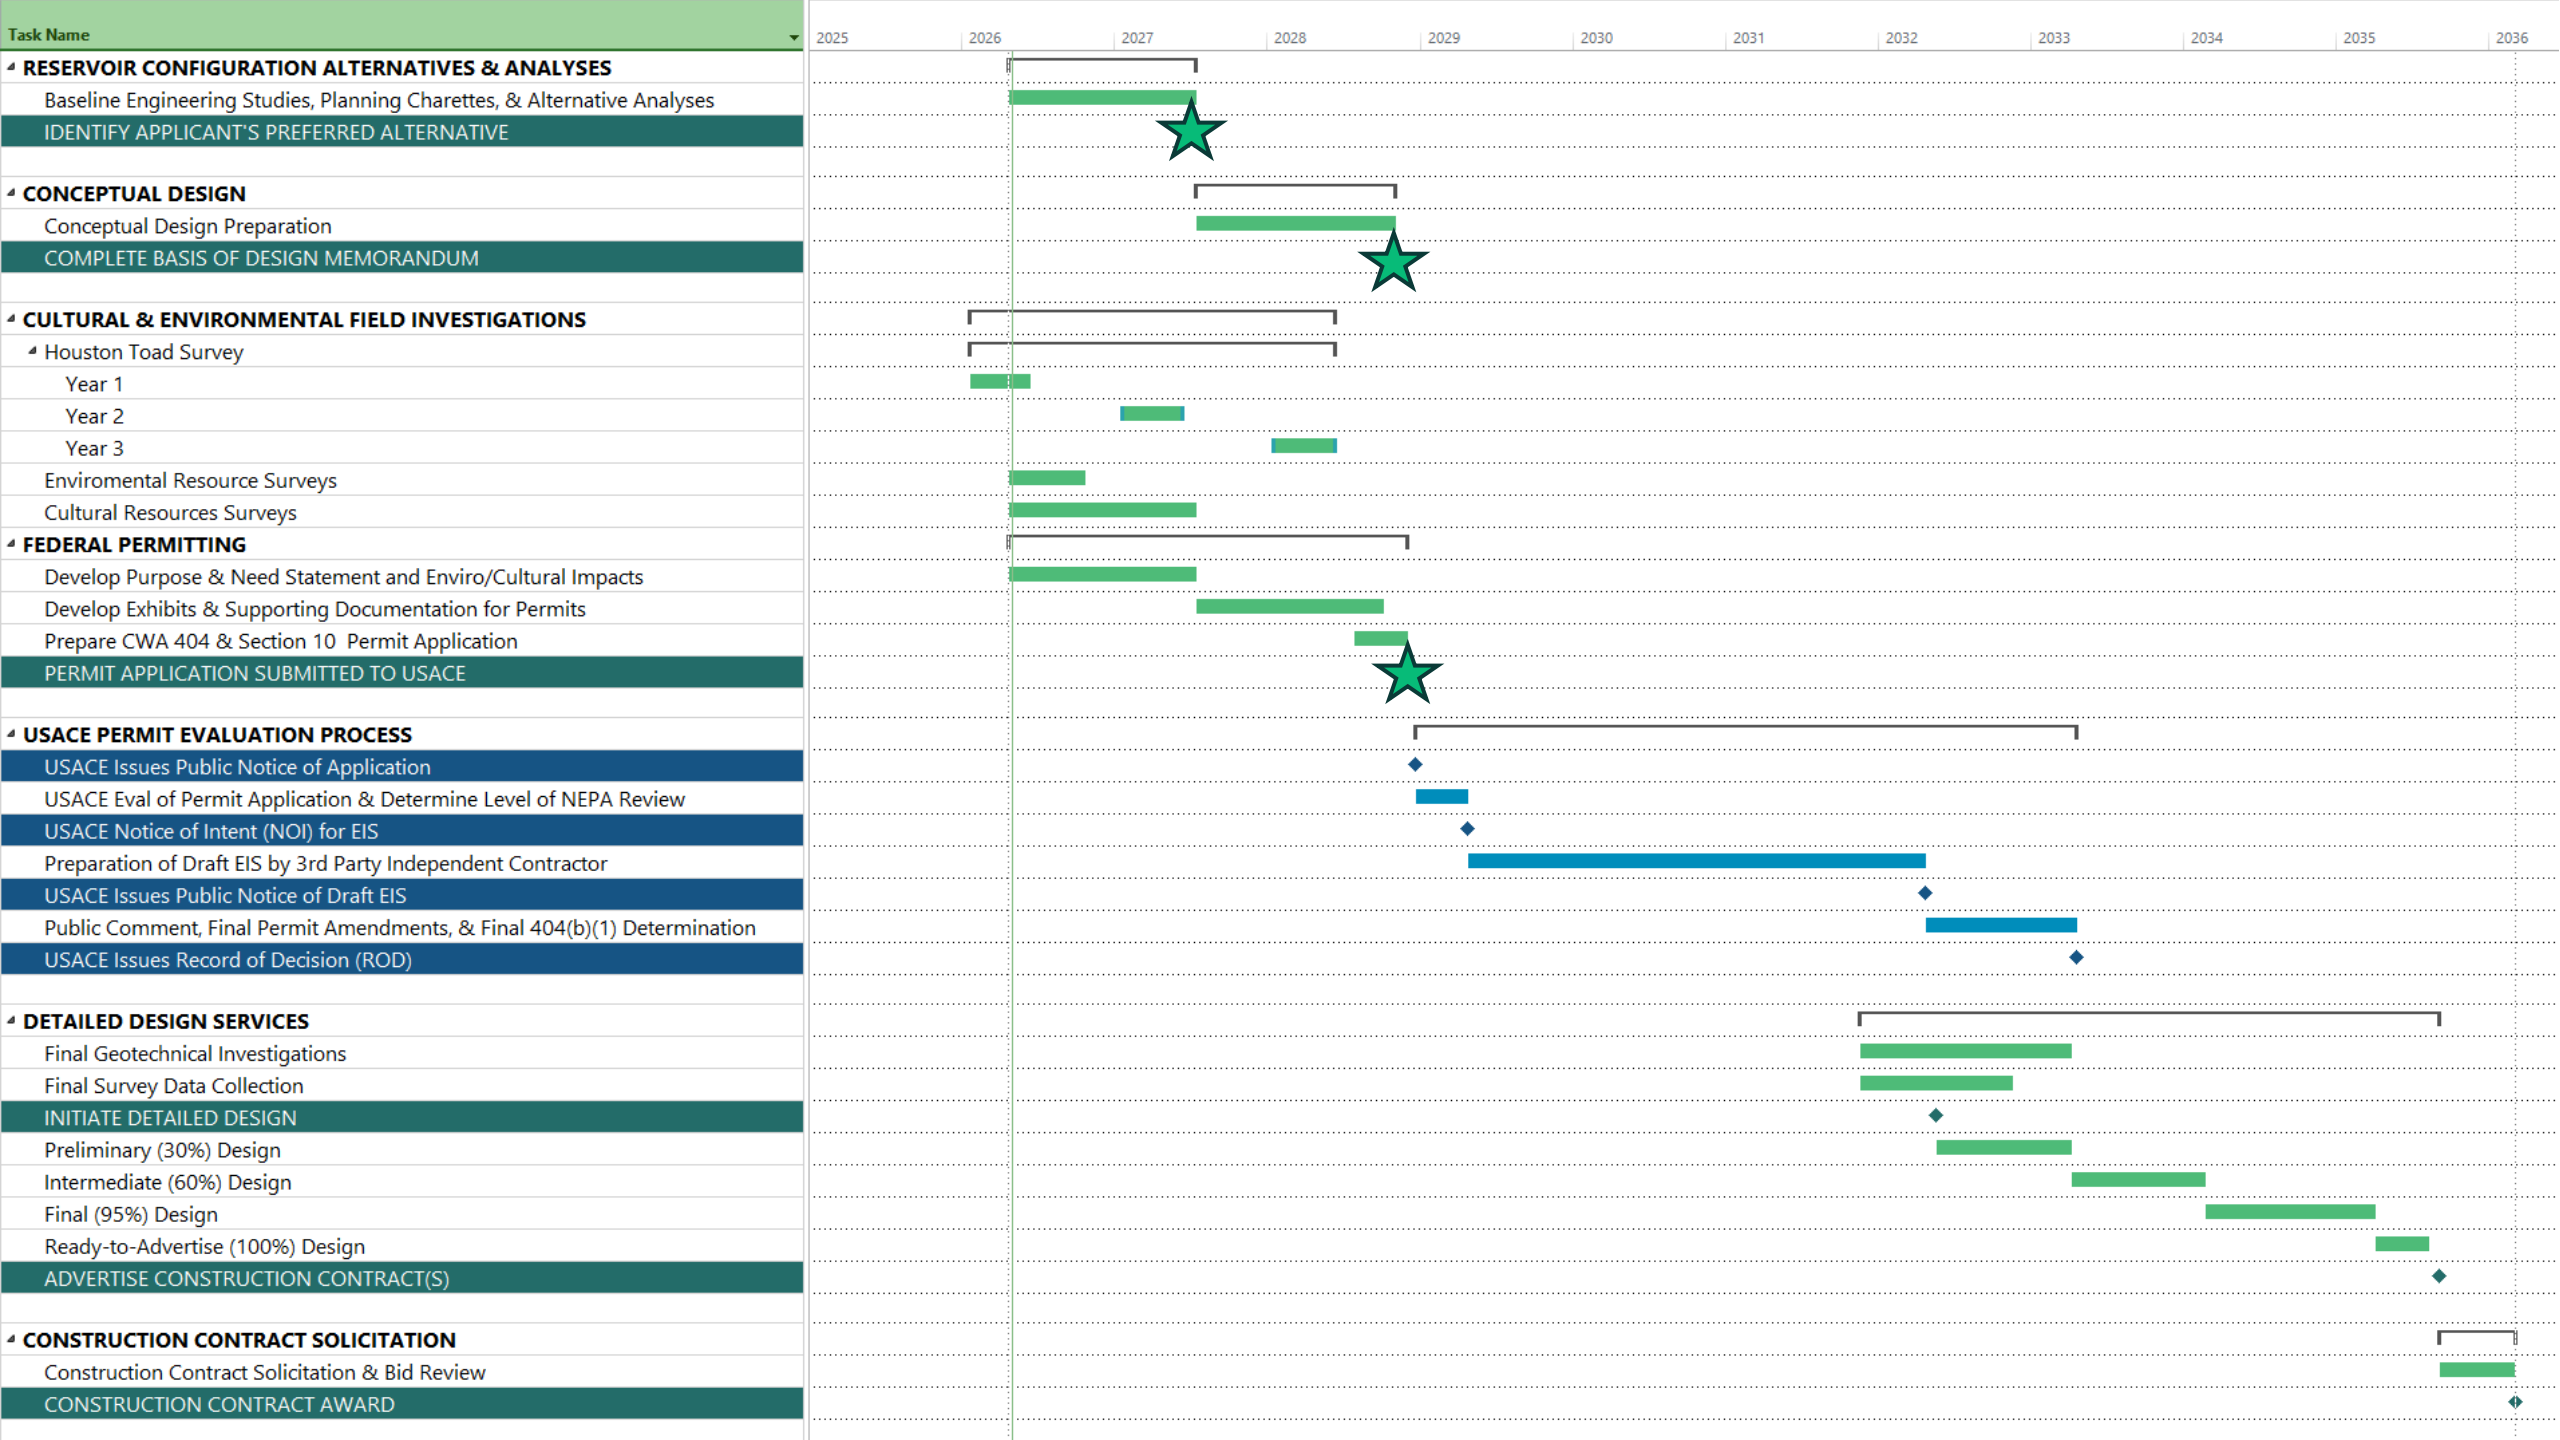 Task Name
2025 2026 2027 2028 2029 2030 2031 2032 2033 2034 2035 2036
RESERVOIR CONFIGURATION ALTERNATIVES & ANALYSES
Baseline Engineering Studies, Planning Charettes, & Alternative Analyses
IDENTIFY APPLICANT'S PREFERRED ALTERNATIVE
CONCEPTUAL DESIGN
Conceptual Design Preparation
COMPLETE BASIS OF DESIGN MEMORANDUM
CULTURAL & ENVIRONMENTAL FIELD INVESTIGATIONS
Houston Toad Survey
Year 1
Year 2
Year 3
Enviromental Resource Surveys
Cultural Resources Surveys
FEDERAL PERMITTING
Develop Purpose & Need Statement and Enviro/Cultural Impacts
Develop Exhibits & Supporting Documentation for Permits
Prepare CWA 404 & Section 10  Permit Application
PERMIT APPLICATION SUBMITTED TO USACE
USACE PERMIT EVALUATION PROCESS
USACE Issues Public Notice of Application
USACE Eval of Permit Application & Determine Level of NEPA Review
USACE Notice of Intent (NOI) for EIS
Preparation of Draft EIS by 3rd Party Independent Contractor
USACE Issues Public Notice of Draft EIS
Public Comment, Final Permit Amendments, & Final 404(b)(1) Determination
USACE Issues Record of Decision (ROD)
DETAILED DESIGN SERVICES
Final Geotechnical Investigations
Final Survey Data Collection
INITIATE DETAILED DESIGN
Preliminary (30%) Design
Intermediate (60%) Design
Final (95%) Design
Ready-to-Advertise (100%) Design
ADVERTISE CONSTRUCTION CONTRACT(S)
CONSTRUCTION CONTRACT SOLICITATION
Construction Contract Solicitation & Bid Review
CONSTRUCTION CONTRACT AWARD